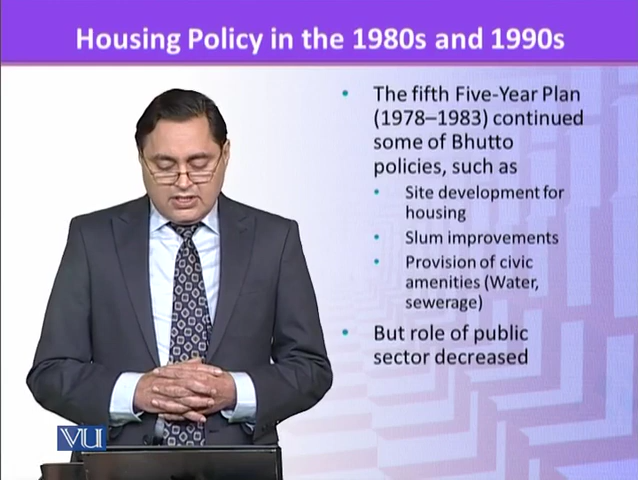 Housing Policy in the 1980s and 1990s
• The fifth Five-Year Plan
(1978–1983) continued
some of Bhutto
policies, such as
• Site development for
housing
• Slum improvements
• Provision of civic
amenities (Water,
sewerage)
• But role of public
sector decreased
VU